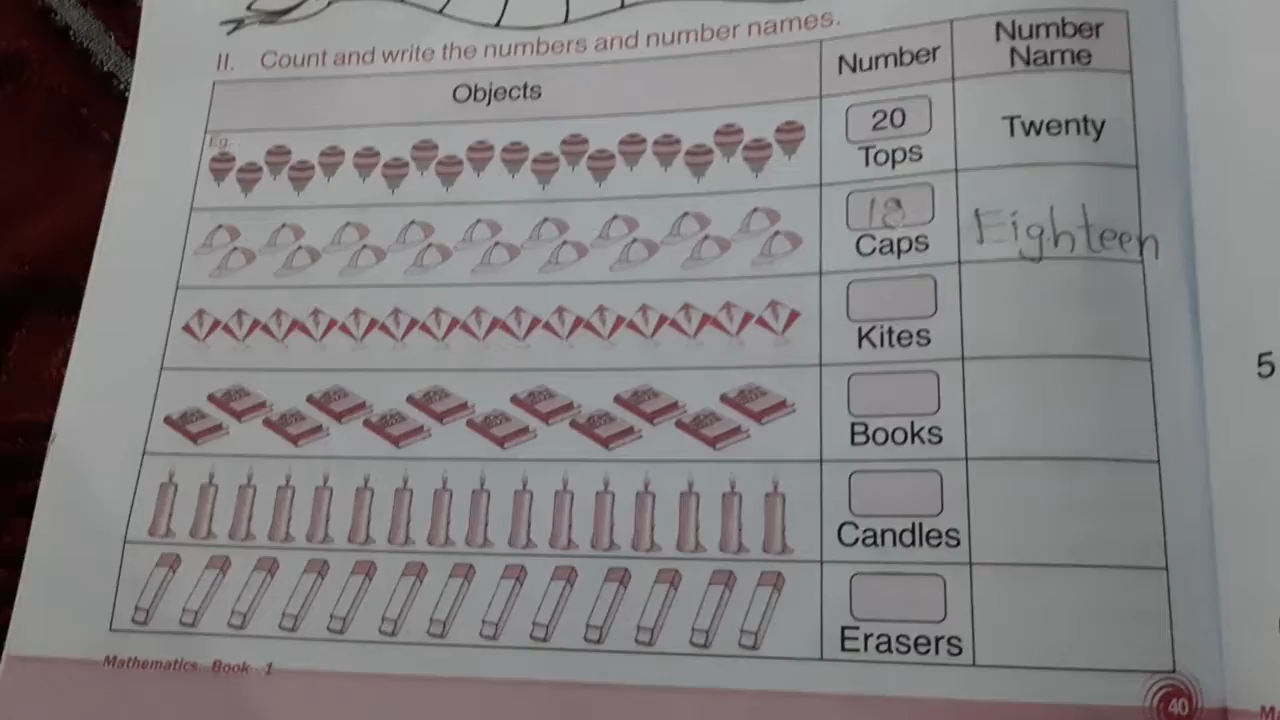 II. Count and write the numbers and number names.
Objects
Number
Number
Name
Eg.
20
Tops
Twenty
18
Caps
Eighteen
Kites
Books
Candles
Erasers
Mathematics Book - 1
40
5
M